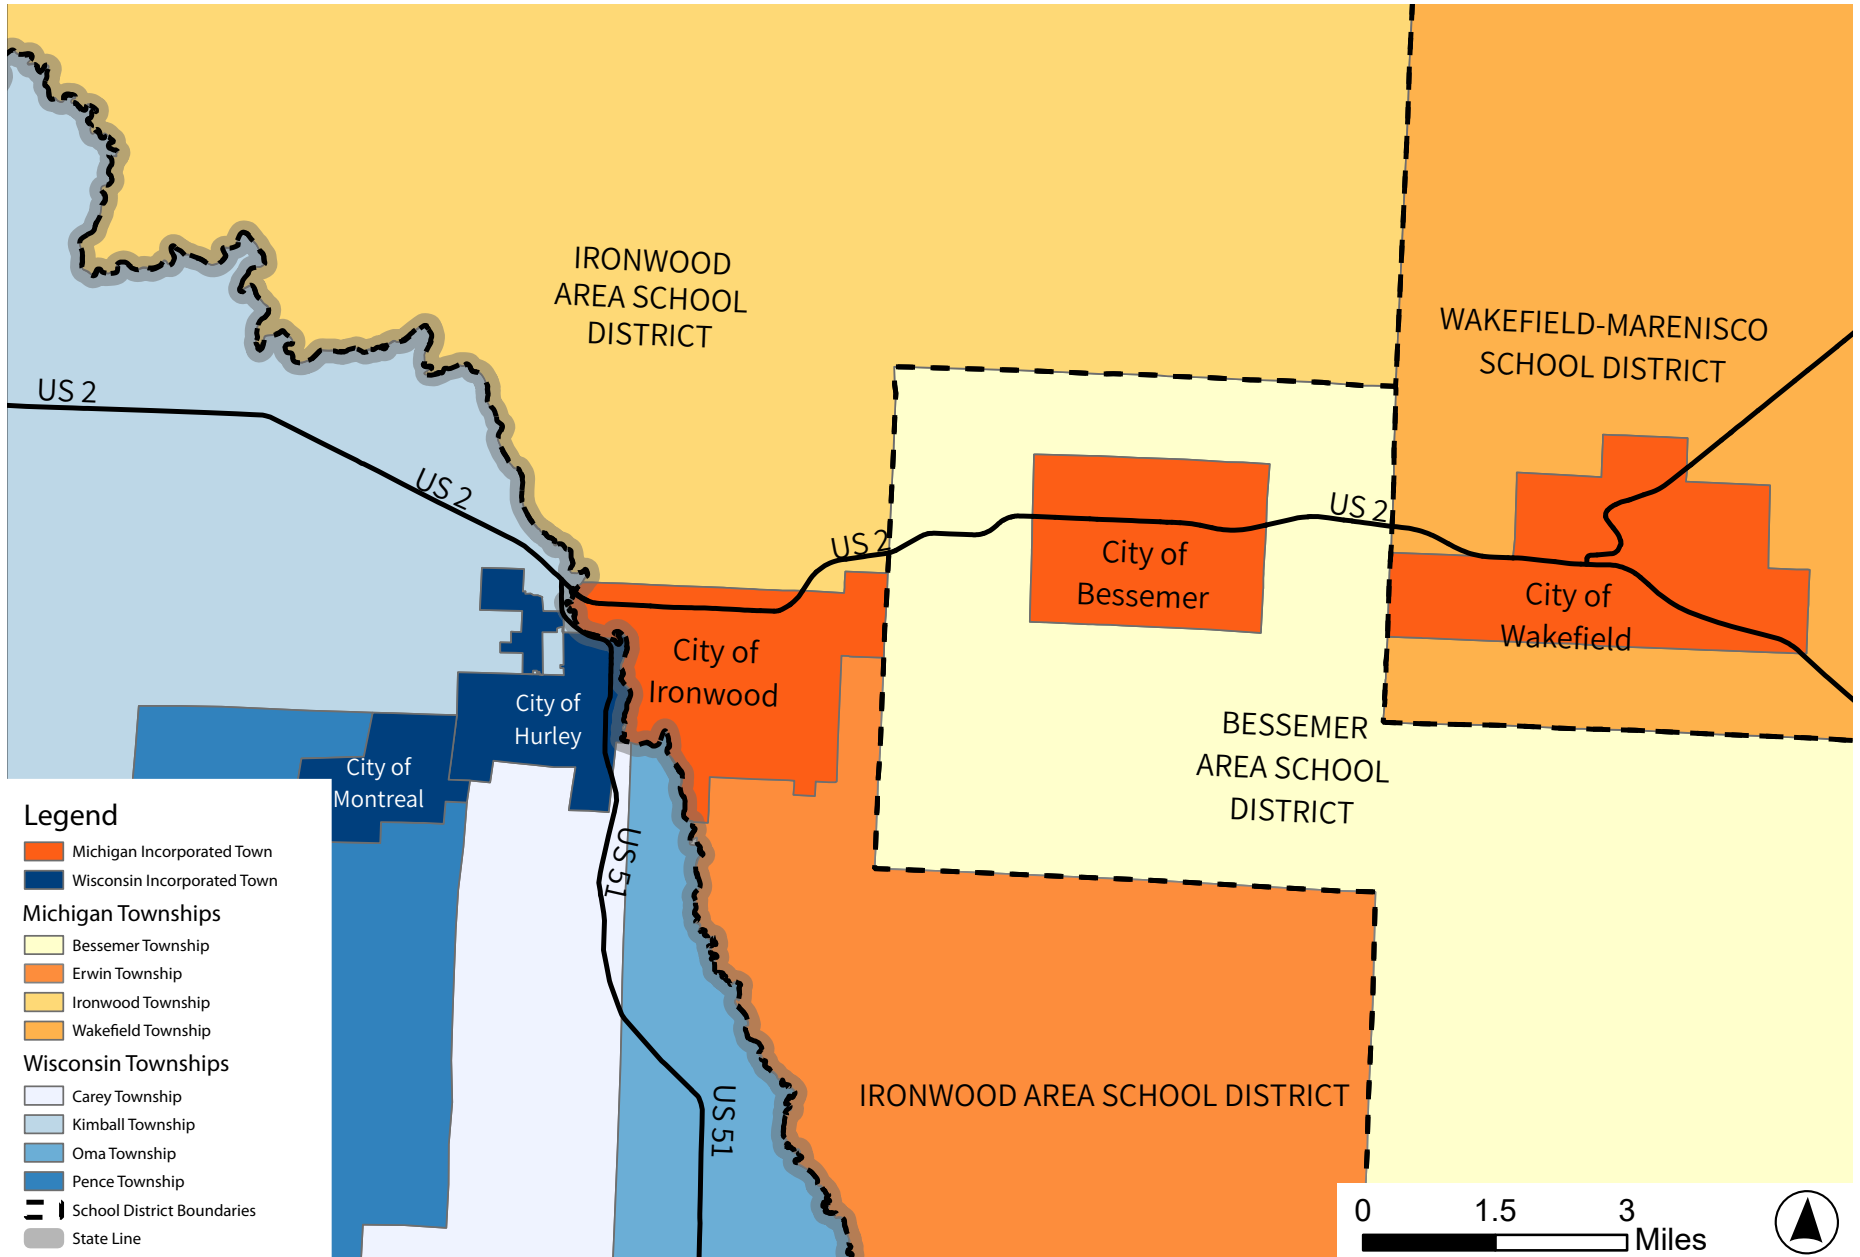 IRONWOOD
AREA SCHOOL
DISTRICT
WAKEFIELD-MARENISCO
SCHOOL DISTRICT
US 2
US 2
US 2
US 2
City of
Bessemer
City of
Wakefield
City of
Ironwood
City of
Hurley
City of
Montreal
BESSEMER
AREA SCHOOL
DISTRICT
US 51
US 51
IRONWOOD AREA SCHOOL DISTRICT
Legend
Michigan Incorporated Town
Wisconsin Incorporated Town
Michigan Townships
Bessemer Township
Erwin Township
Ironwood Township
Wakefield Township
Wisconsin Townships
Carey Township
Kimball Township
Oma Township
Pence Township
School District Boundaries
State Line
0 1.5 3
Miles